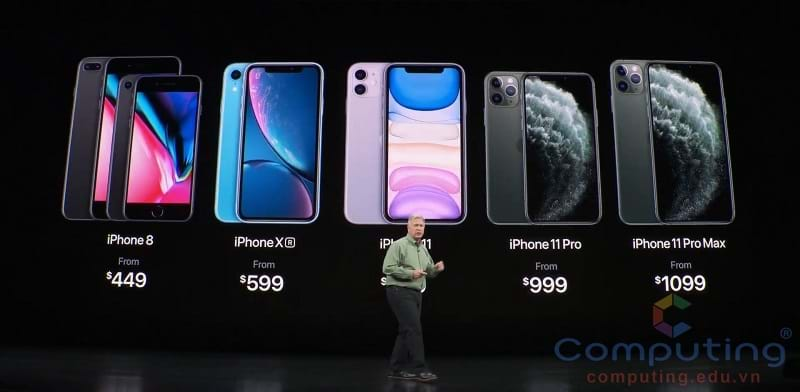 iPhone 8
From
$449
iPhone XR
From
$599
11
iPhone 11 Pro
From
$999
iPhone 11 Pro Max
From
$1099
Computing®
computing.edu.vn